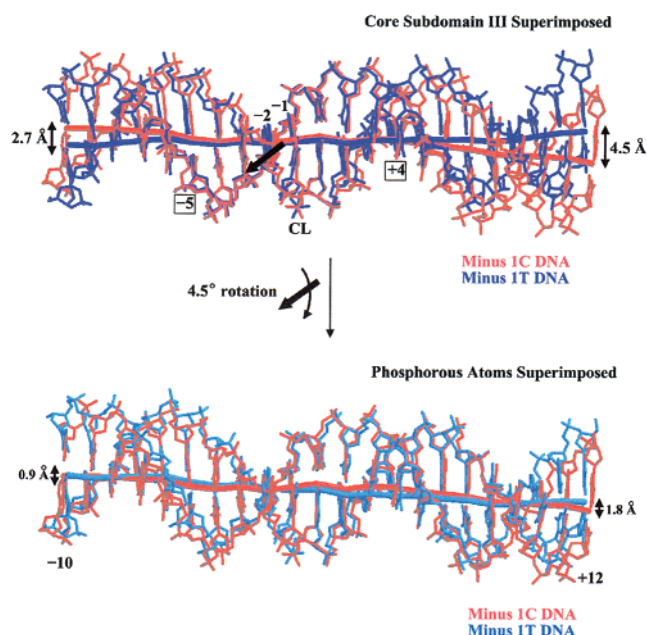 Core Subdomain III Superimposed
−2 −1
2.7 Å
4.5 Å
+4
−5
CL
Minus 1C DNA
Minus 1T DNA
4.5° rotation
Phosphorous Atoms Superimposed
0.9 Å
1.8 Å
−10
+12
Minus 1C DNA
Minus 1T DNA